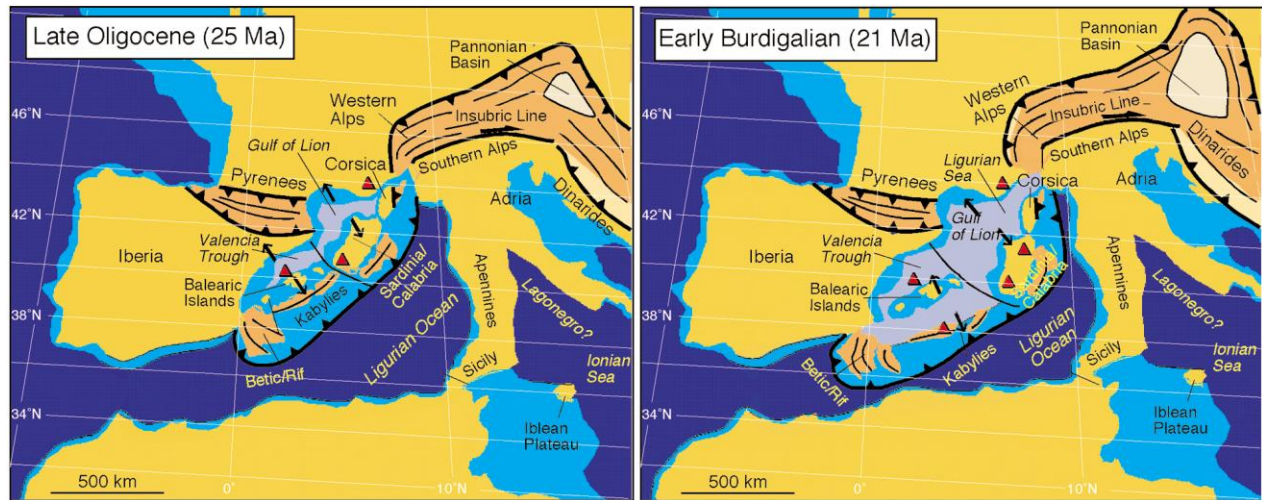 Late Oligocene (25 Ma)
Pannonian
Basin
Western
Alps
Insubric Line
46°N
Gulf of Lion
Corsica
Southern Alps
Pyrenees
Dinarides
Adria
42°N
Iberia
Valencia
Trough
Balearic
Islands
Sardinia/
Calabria
Apennines
Kabylies
Lagonegro?
38°N
Ligurian Ocean
Ionian
Sea
Betic/Rif
Sicily
34°N
Iblean
Plateau
500 km
0°
10°N
Early Burdigalian (21 Ma)
Pannonian
Basin
Western
Alps
Insubric Line
46°N
Ligurian
Sea
Southern Alps
Dinarides
Pyrenees
Corsica
Adria
42°N
Gulf
of Lion
Iberia
Valencia
Trough
Balearic
Islands
Sardinia/
Calabria
Apennines
Lagonegro?
38°N
Ligurian
Ocean
Kabylies
Ionian
Sea
Betic/Rif
Sicily
34°N
Iblean
Plateau
500 km
0°
10°N